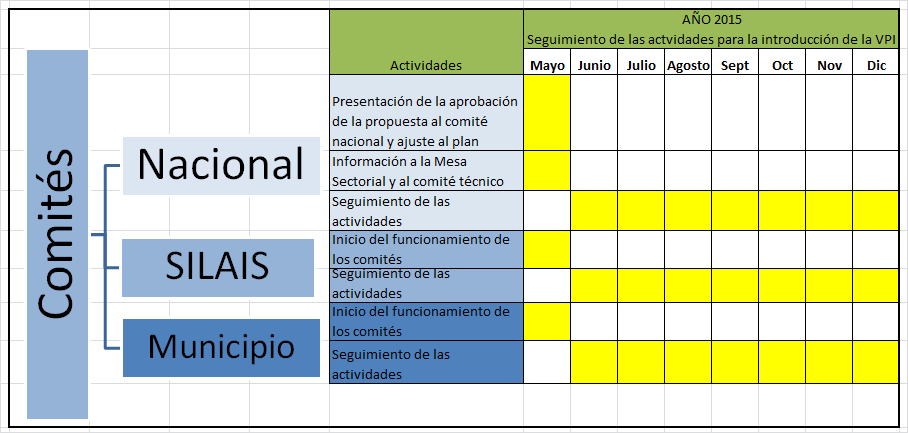 AÑO 2015
Seguimiento de las actvidades para la introducción de la VPI
Actividades
Mayo Junio Julio Agosto Sept Oct Nov Dic
Comités
Nacional
SILAIS
Municipio
Presentación de la aprobación
de la propuesta al comité
nacional y ajuste al plan
Información a la Mesa
Sectorial y al comité técnico
Seguimiento de las
actividades
Inicio del funcionamiento de
los comités
Seguimiento de las
actividades
Inicio del funcionamiento de
los comités
Seguimiento de las
actividades